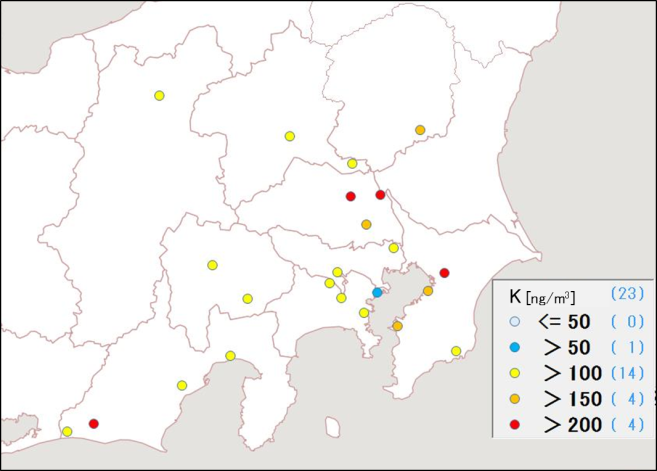 K [ng/m³] (23)
<= 50 ( 0)
> 50 ( 1)
> 100 (14)
> 150 ( 4)
> 200 ( 4)